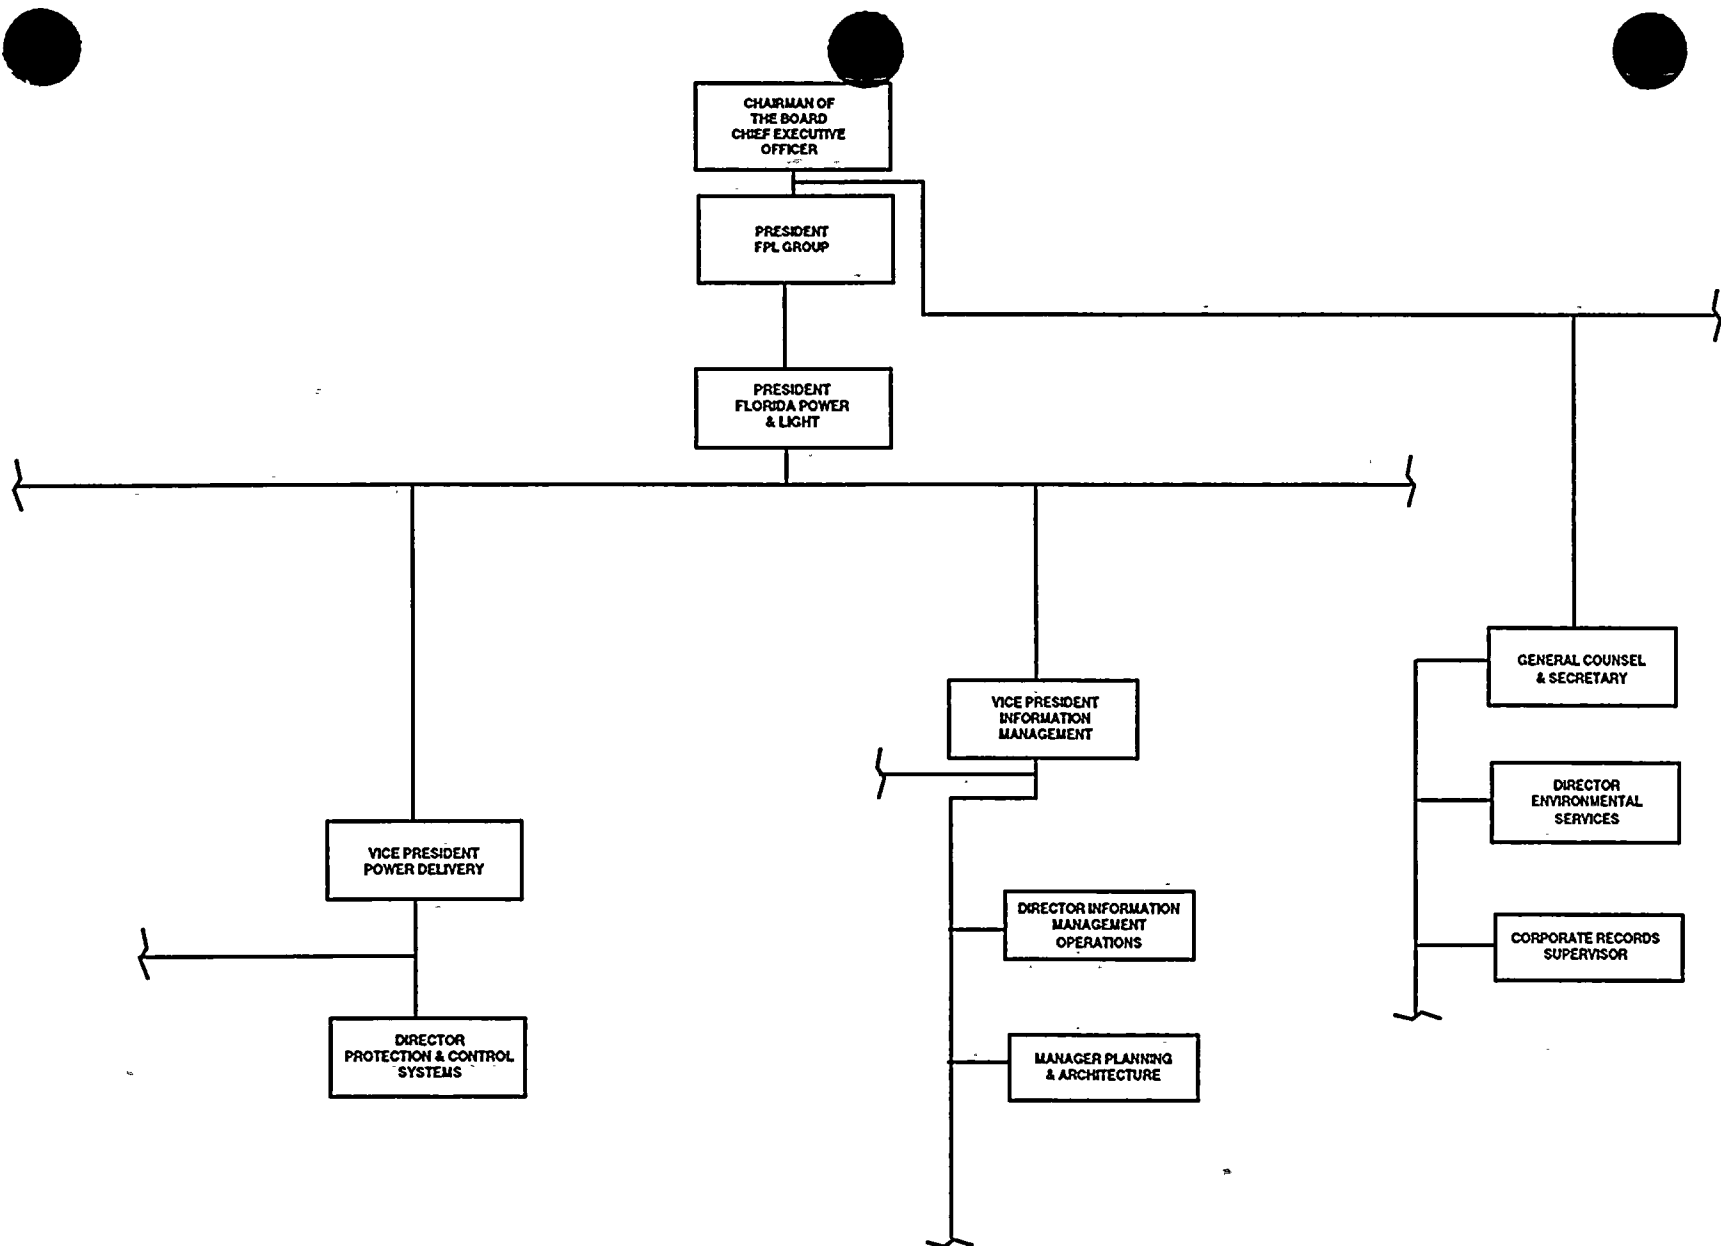 CHAIRMAN OF
THE BOARD
CHIEF EXECUTIVE
OFFICER
PRESIDENT
FPL GROUP
PRESIDENT
FLORIDA POWER
& LIGHT
GENERAL COUNSEL
& SECRETARY
VICE PRESIDENT
INFORMATION
MANAGEMENT
DIRECTOR
ENVIRONMENTAL
SERVICES
VICE PRESIDENT
POWER DELIVERY
DIRECTOR INFORMATION
MANAGEMENT
OPERATIONS
CORPORATE RECORDS
SUPERVISOR
DIRECTOR
PROTECTION & CONTROL
SYSTEMS
MANAGER PLANNING
& ARCHITECTURE